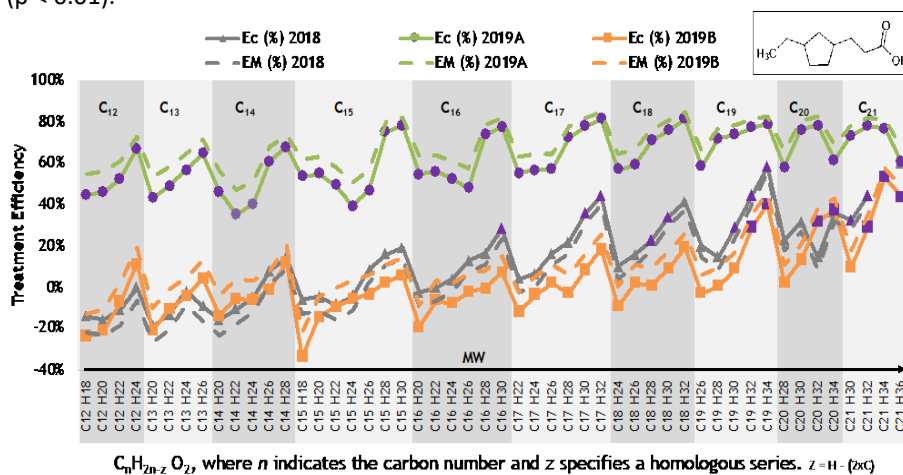 (p < 0.01).
Ec (%) 2018 Ec (%) 2019A Ec (%) 2019B
EM (%) 2018 EM (%) 2019A EM (%) 2019B
H₃C O OH
100%
80%
60%
40%
20%
0%
-20%
-40%
Treatment Efficiency
C₁₂ C₁₃ C₁₄ C₁₅ C₁₆ C₁₇ C₁₈ C₁₉ C₂₀ C₂₁
MW
C12 H18
C12 H20
C12 H22
C12 H24
C13 H20
C13 H22
C13 H24
C13 H26
C14 H20
C14 H22
C14 H24
C14 H26
C14 H28
C15 H18
C15 H20
C15 H22
C15 H24
C15 H26
C15 H28
C15 H30
C16 H20
C16 H22
C16 H24
C16 H26
C16 H28
C16 H30
C17 H22
C17 H24
C17 H26
C17 H28
C17 H30
C17 H32
C18 H24
C18 H26
C18 H28
C18 H30
C18 H32
C19 H26
C19 H28
C19 H30
C19 H32
C19 H34
C20 H28
C20 H30
C20 H32
C20 H34
C21 H30
C21 H32
C21 H34
C21 H36
CₙH₂ₙ₋z O₂, where n indicates the carbon number and z specifies a homologous series. Z = H - (2xC)